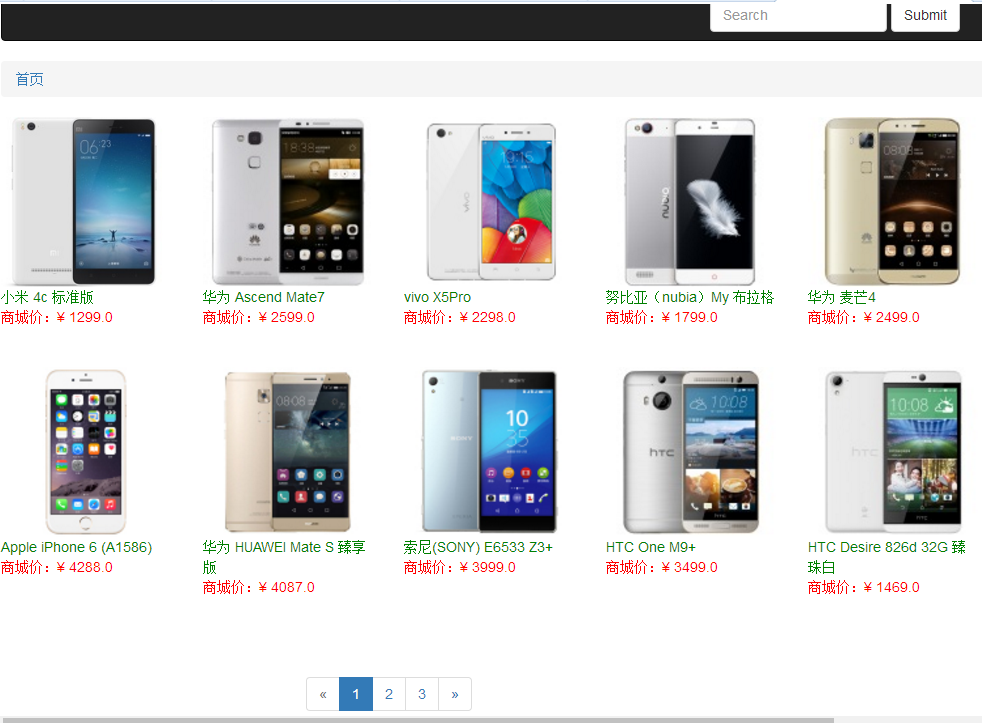 Search
Submit
首页
小米 4c 标准版
商城价：¥ 1299.0
华为 Ascend Mate7
商城价：¥ 2599.0
vivo X5Pro
商城价：¥ 2298.0
努比亚（nubia）My 布拉格
商城价：¥ 1799.0
华为 麦芒4
商城价：¥ 2499.0
Apple iPhone 6 (A1586)
商城价：¥ 4288.0
华为 HUAWEI Mate S 臻享
版
商城价：¥ 4087.0
索尼(SONY) E6533 Z3+
商城价：¥ 3999.0
HTC One M9+
商城价：¥ 3499.0
HTC Desire 826d 32G 臻
珠白
商城价：¥ 1469.0
« 1 2 3 »